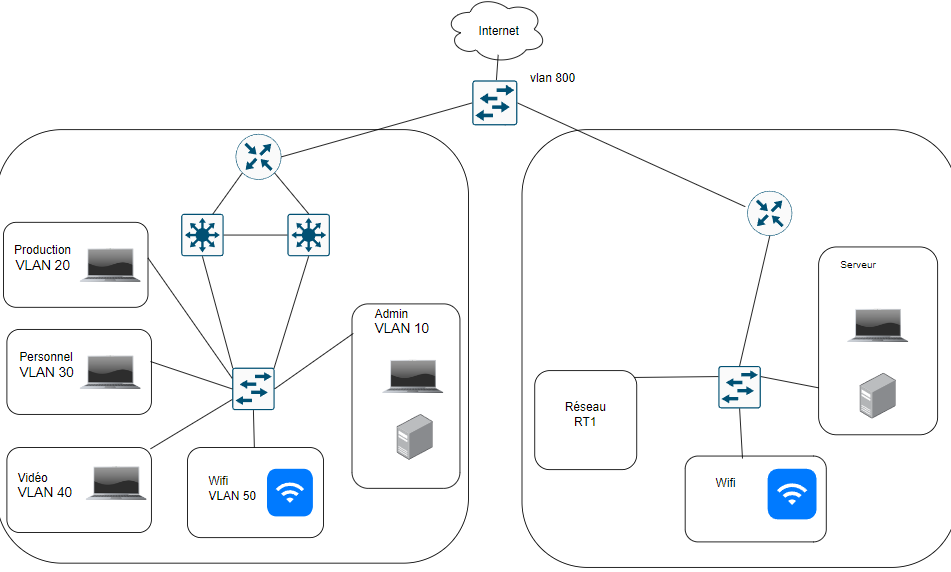 Internet
vlan 800
Production
VLAN 20
Personnel
VLAN 30
Vidéo
VLAN 40
Wifi
VLAN 50
Admin
VLAN 10
Serveur
Réseau
RT1
Wifi